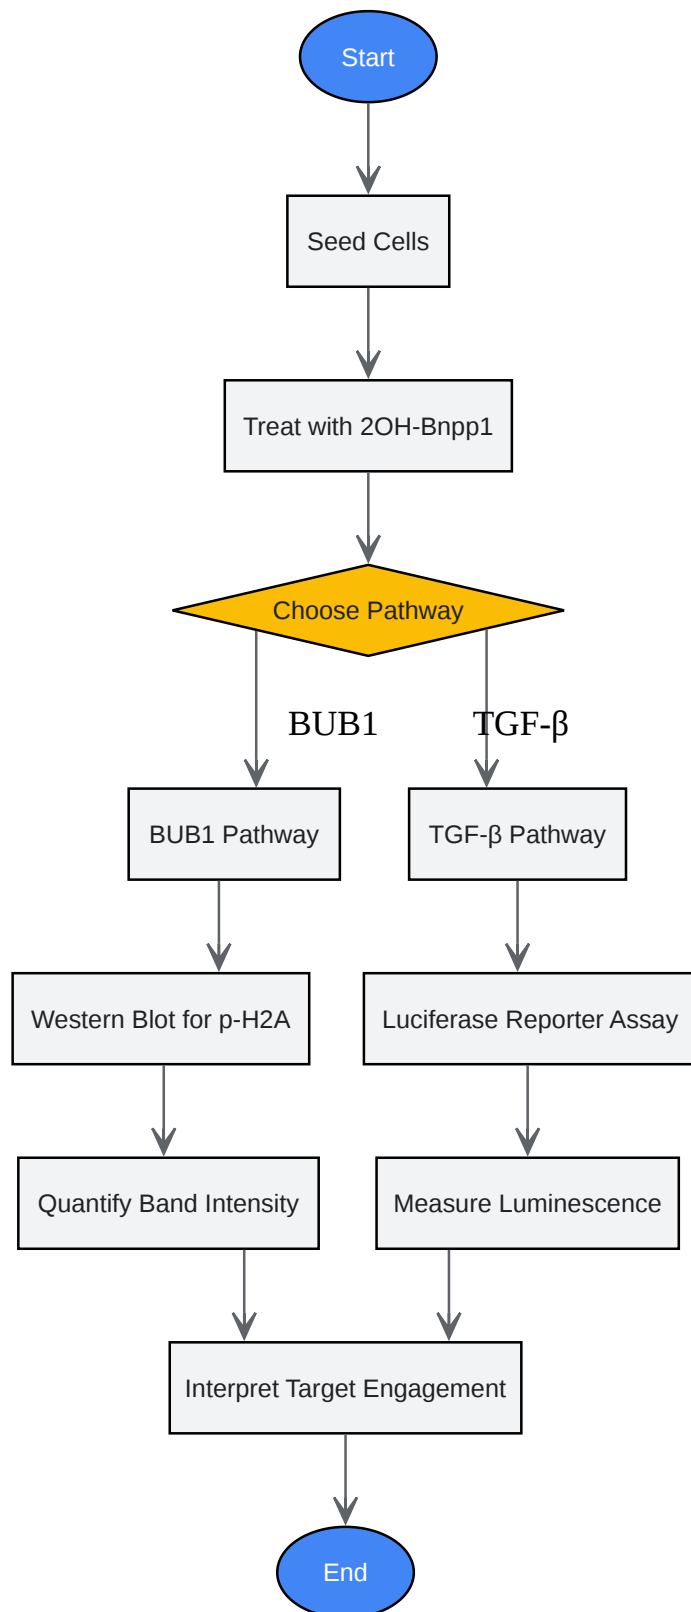 Start
Seed Cells
Treat with 2OH-Bnpp1
Choose Pathway
BUB1
TGF-β
BUB1 Pathway
TGF-β Pathway
Western Blot for p-H2A
Luciferase Reporter Assay
Quantify Band Intensity
Measure Luminescence
Interpret Target Engagement
End